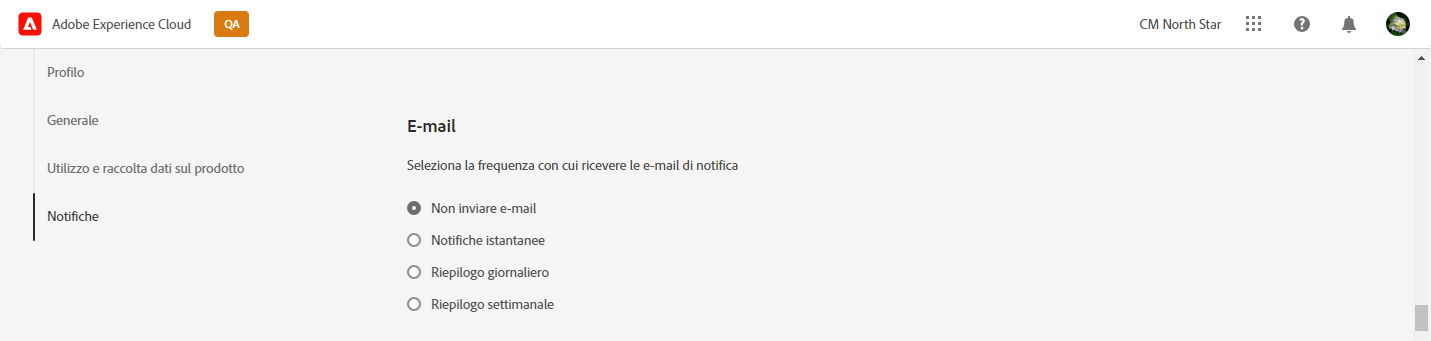 Adobe Experience Cloud QA CM North Star
Profilo
Generale
Utilizzo e raccolta dati sul prodotto
Notifiche
E-mail
Seleziona la frequenza con cui ricevere le e-mail di notifica
Non inviare e-mail
Notifiche istantanee
Riepilogo giornaliero
Riepilogo settimanale